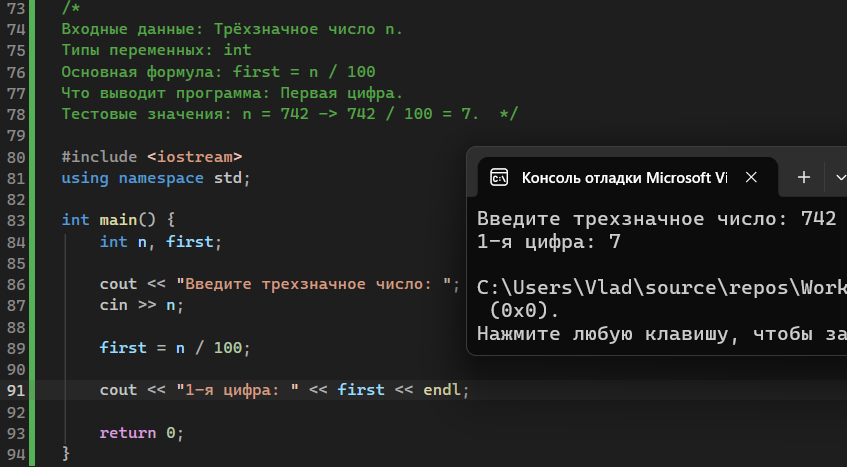 73 /*
74 Входные данные: Трёхзначное число n.
75 Типы переменных: int
76 Основная формула: first = n / 100
77 Что выводит программа: Первая цифра.
78 Тестовые значения: n = 742 -> 742 / 100 = 7.  */
79
80 #include <iostream>
81 using namespace std;
82
83 int main() {
84     int n, first;
85
86     cout << "Введите трехзначное число: ";
87     cin >> n;
88
89     first = n / 100;
90
91     cout << "1-я цифра: " << first << endl;
92
93     return 0;
94 }
Консоль отладки Microsoft Vi
Введите трехзначное число: 742
1-я цифра: 7
C:\Users\Vlad\source\repos\Work
 (0x0).
Нажмите любую клавишу, чтобы за